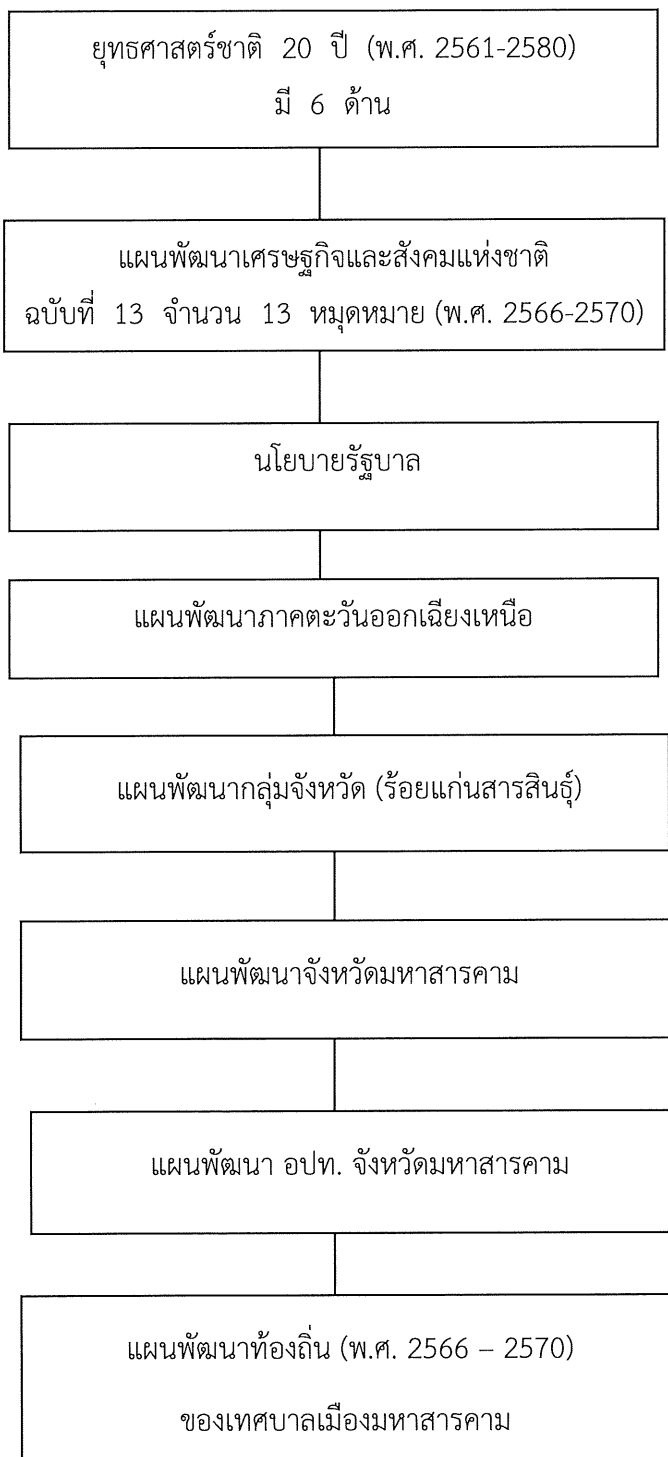 ยุทธศาสตร์ชาติ 20 ปี (พ.ศ. 2561-2580)
มี 6 ด้าน
แผนพัฒนาเศรษฐกิจและสังคมแห่งชาติ
ฉบับที่ 13 จำนวน 13 หมุดหมาย (พ.ศ. 2566-2570)
นโยบายรัฐบาล
แผนพัฒนาภาคตะวันออกเฉียงเหนือ
แผนพัฒนากลุ่มจังหวัด (ร้อยแก่นสารสินธุ์)
แผนพัฒนาจังหวัดมหาสารคาม
แผนพัฒนา อปท. จังหวัดมหาสารคาม
แผนพัฒนาท้องถิ่น (พ.ศ. 2566 – 2570)
ของเทศบาลเมืองมหาสารคาม